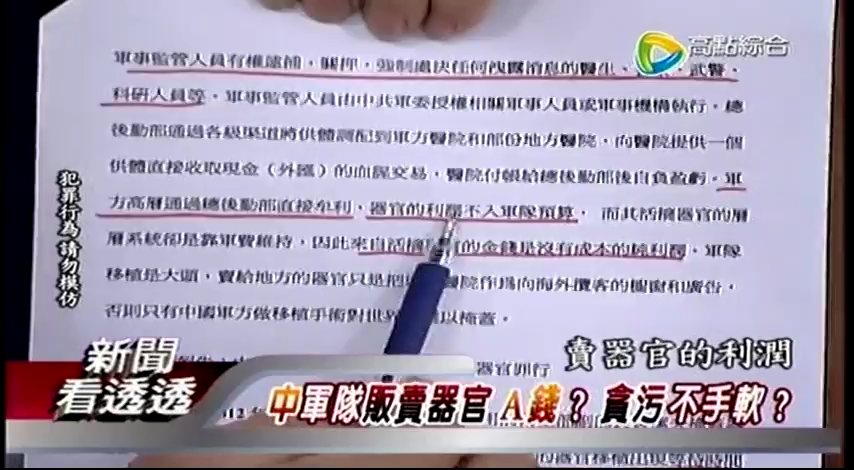 高點綜合
軍事監管人員有權逮捕,關押,強制處決任何洩露消息的醫生、武警,
科研人員等。軍事監管人員由中共軍委授權相關軍事人員或軍事機構執行。總
後勤部通過各級渠道將供體調配到軍方醫院和部份地方醫院,向醫院提供一個
供體直接收取現金(外匯)的血腥交易,醫院付帳給總後勤部後自負盈虧。軍
方高層通過總後勤部直接牟利,器官的利潤不入軍隊預算,而其活摘器官的層
層系統卻是靠軍費維持,因此來自活摘器官的金錢是沒有成本的純利潤。軍隊
移植是大頭,賣給地方的器官只是把醫院作為向海外攬客的櫥窗和廣告,
否則只有中國軍方做移植手術對世界以掩蓋。
犯罪行為請勿模仿
器官如何
賣器官的利潤
新聞
看透透
中軍隊販賣器官 A錢? 貪污不手軟?